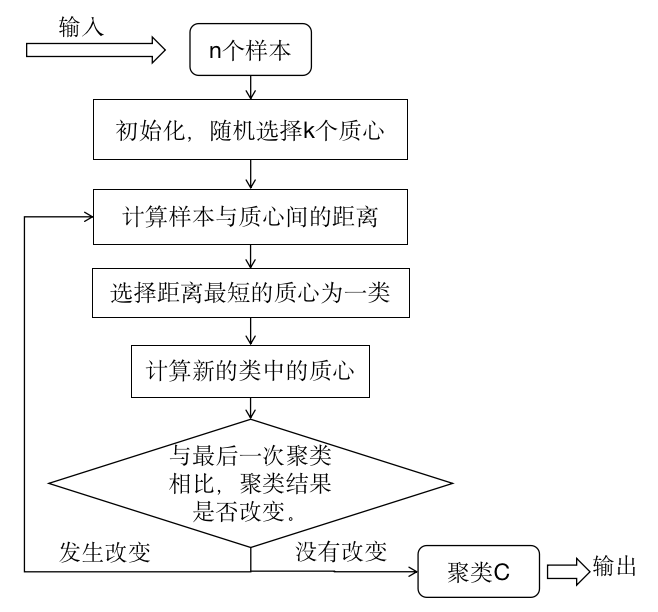 输入
n个样本
初始化，随机选择k个质心
计算样本与质心间的距离
选择距离最短的质心为一类
计算新的类中的质心
与最后一次聚类
相比，聚类结果
是否改变。
发生改变
没有改变
聚类C
输出